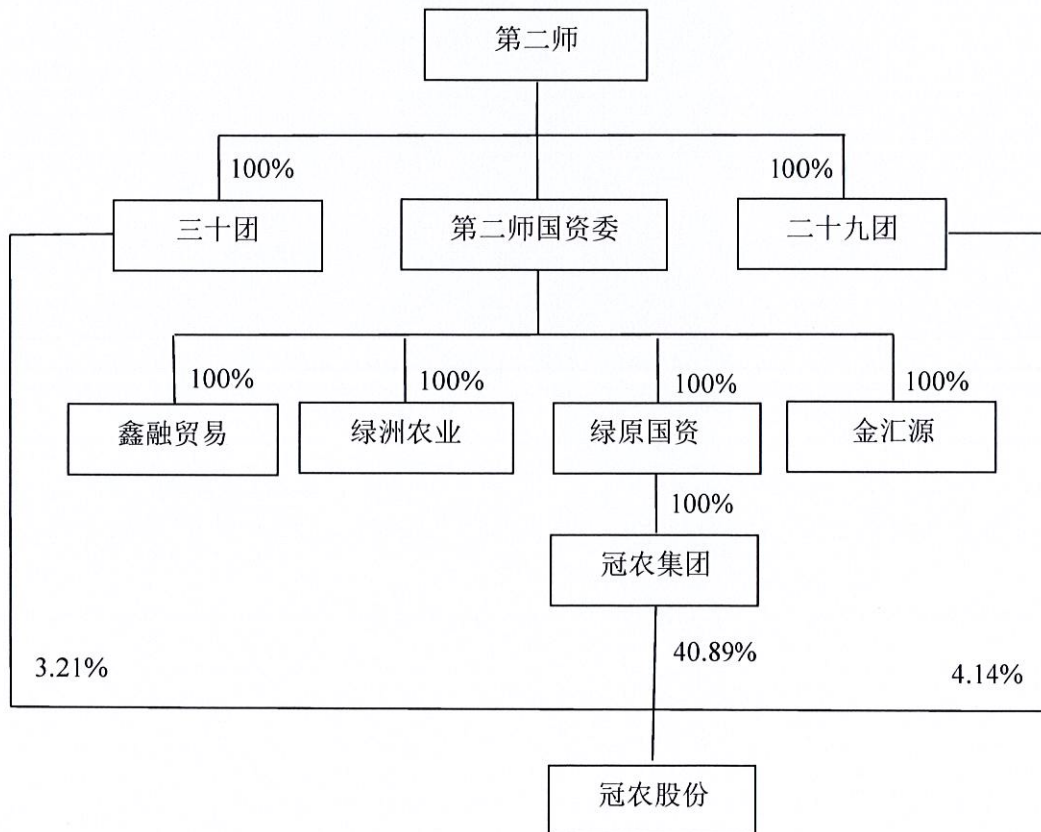 第二师
100%
100%
三十团
第二师国资委
二十九团
100%
100%
100%
100%
鑫融贸易
绿洲农业
绿原国资
金汇源
100%
冠农集团
3.21%
40.89%
4.14%
冠农股份